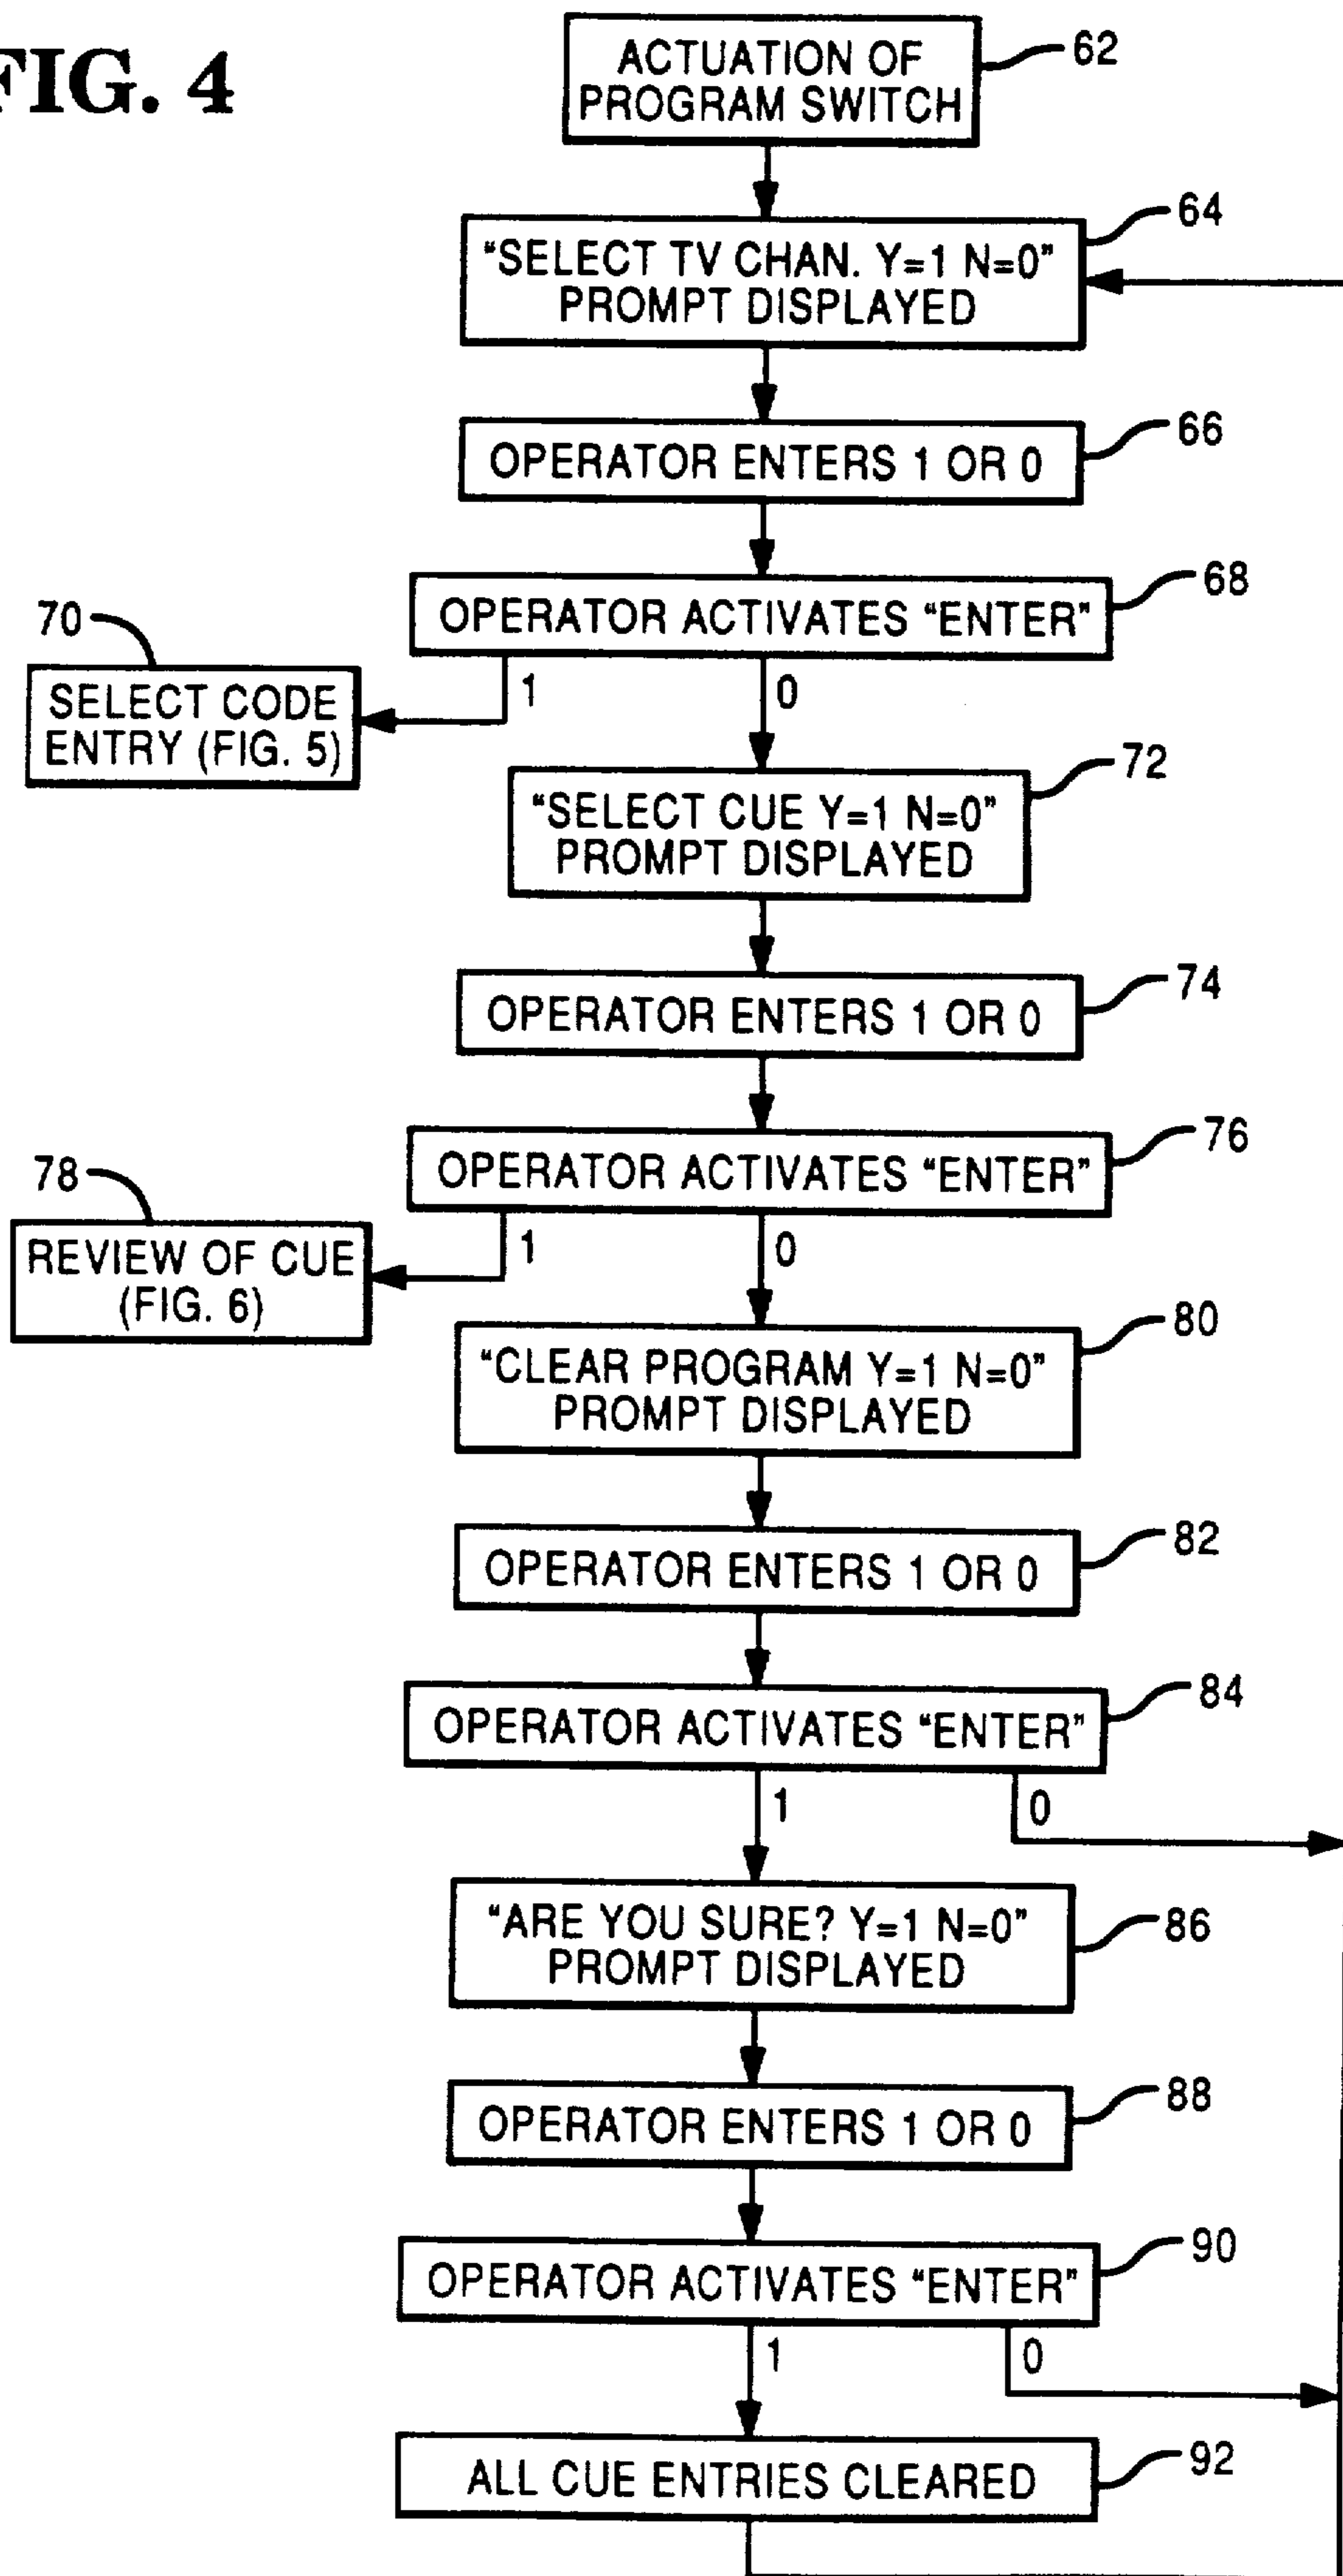 FIG. 4
ACTUATION OF
PROGRAM SWITCH
62
"SELECT TV CHAN. Y=1 N=0"
PROMPT DISPLAYED
64
OPERATOR ENTERS 1 OR 0
66
OPERATOR ACTIVATES "ENTER"
68
1
0
70
SELECT CODE
ENTRY (FIG. 5)
"SELECT CUE Y=1 N=0"
PROMPT DISPLAYED
72
OPERATOR ENTERS 1 OR 0
74
OPERATOR ACTIVATES "ENTER"
76
1
0
78
REVIEW OF CUE
(FIG. 6)
"CLEAR PROGRAM Y=1 N=0"
PROMPT DISPLAYED
80
OPERATOR ENTERS 1 OR 0
82
OPERATOR ACTIVATES "ENTER"
84
1
0
"ARE YOU SURE? Y=1 N=0"
PROMPT DISPLAYED
86
OPERATOR ENTERS 1 OR 0
88
OPERATOR ACTIVATES "ENTER"
90
1
0
ALL CUE ENTRIES CLEARED
92